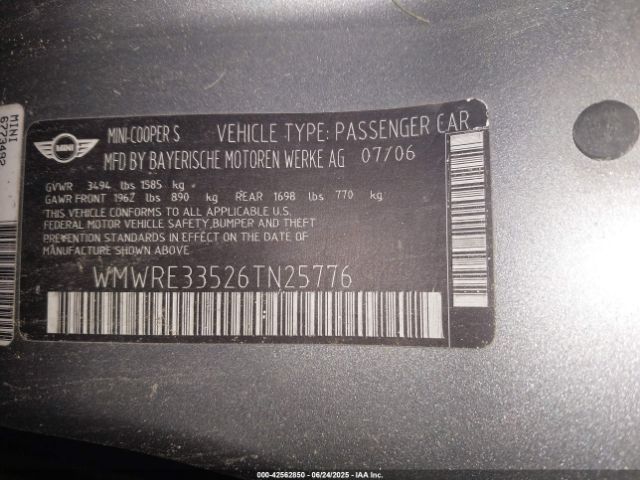 MINI
6773482
MINI
MINI-COOPER S VEHICLE TYPE: PASSENGER CAR
MFD BY BAYERISCHE MOTOREN WERKE AG 07/06
GVWR 3494 lbs 1585 kg
GAWR FRONT 1962 lbs 890 kg REAR 1698 lbs 770 kg
THIS VEHICLE CONFORMS TO ALL APPLICABLE U.S.
FEDERAL MOTOR VEHICLE SAFETY,BUMPER AND THEFT
PREVENTION STANDARDS IN EFFECT ON THE DATE OF
MANUFACTURE SHOWN ABOVE
WMWRE33526TN25776
000-42562850 - 06/24/2025 - IAA Inc.